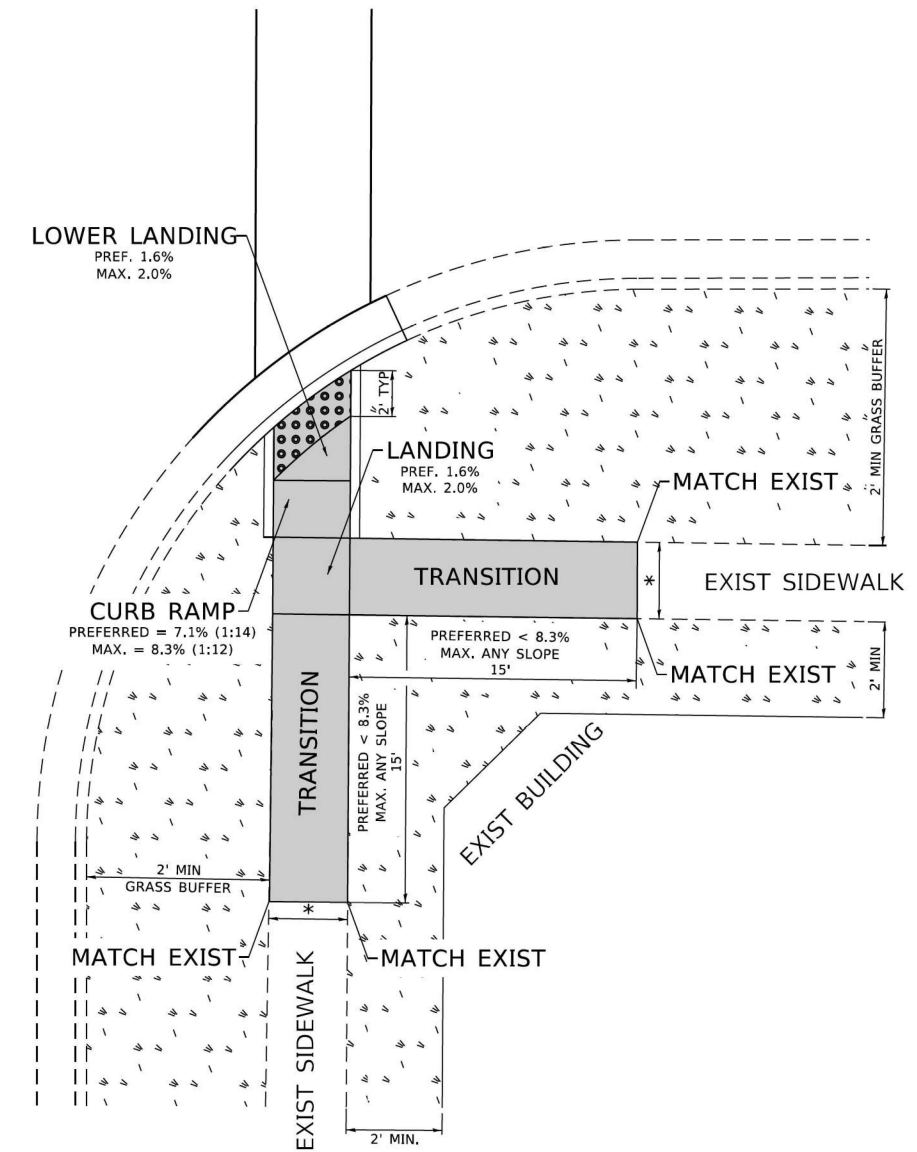 LOWER LANDING
PREF. 1.6%
MAX. 2.0%
2' TYP
LANDING
PREF. 1.6%
MAX. 2.0%
2' MIN GRASS BUFFER
MATCH EXIST
TRANSITION
*
EXIST SIDEWALK
CURB RAMP
PREFERRED = 7.1% (1:14)
MAX. = 8.3% (1:12)
PREFERRED < 8.3%
MAX. ANY SLOPE
15'
MATCH EXIST
2' MIN
TRANSITION
PREFERRED < 8.3%
MAX. ANY SLOPE
15'
EXIST BUILDING
2' MIN
GRASS BUFFER
*
MATCH EXIST
MATCH EXIST
EXIST SIDEWALK
2' MIN.